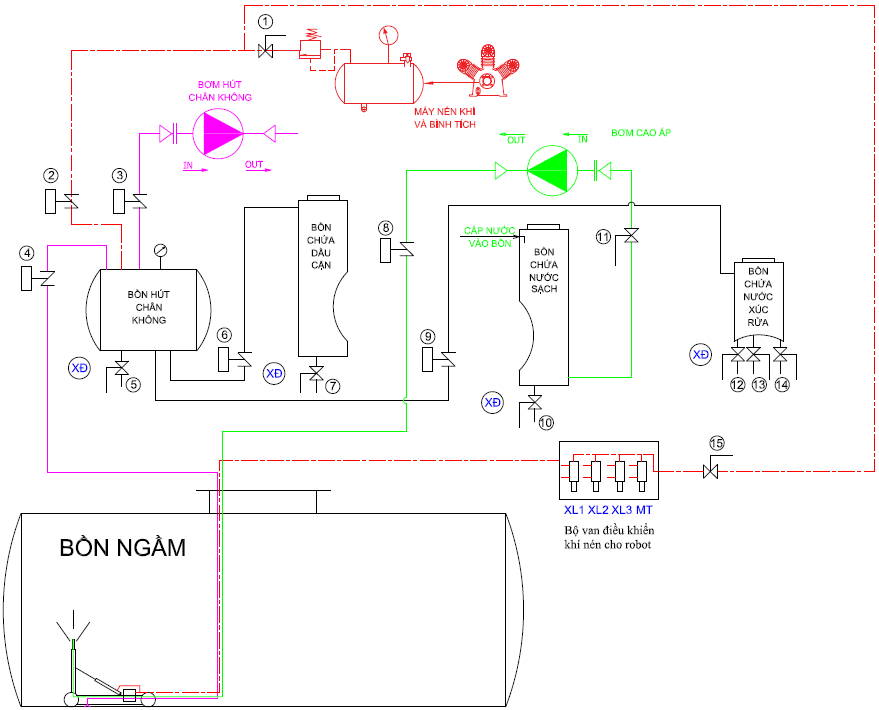 1
BƠM HÚT
CHÂN KHÔNG
MÁY NÉN KHÍ
VÀ BÌNH TÍCH
OUT
IN
BƠM CAO ÁP
IN
OUT
2
3
4
8
BỒN
CHỨA
DẦU
CẶN
CẤP NƯỚC
VÀO BỒN
BỒN
CHỨA
NƯỚC
SẠCH
11
BỒN
CHỨA
NƯỚC
XÚC
RỬA
BỒN HÚT
CHÂN
KHÔNG
6
9
XĐ
5
XĐ
7
XĐ
10
XĐ
12
13
14
15
XL1 XL2 XL3 MT
Bộ van điều khiển
khí nén cho robot
BỒN NGẦM